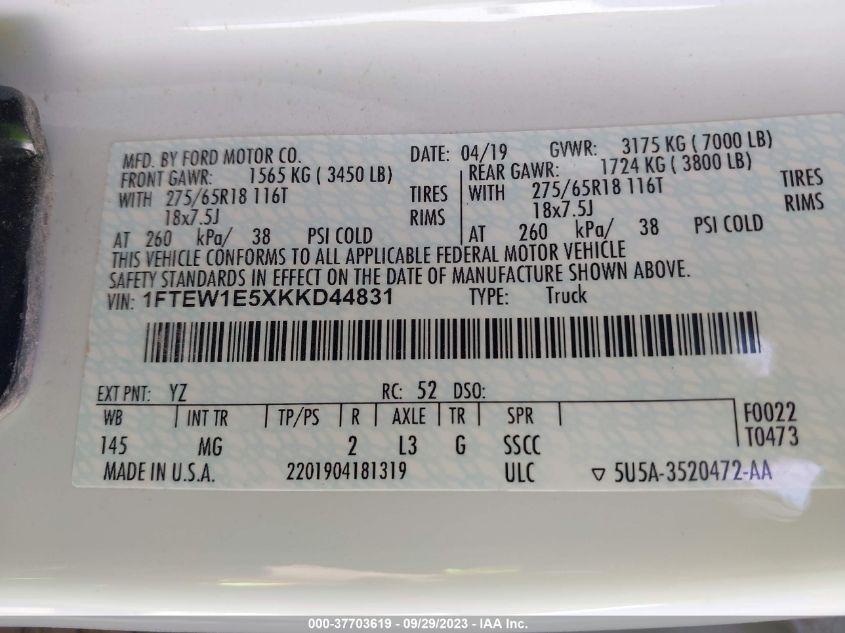 MFD. BY FORD MOTOR CO. DATE: 04/19 GVWR: 3175 KG ( 7000 LB)
FRONT GAWR: 1565 KG ( 3450 LB) REAR GAWR: 1724 KG ( 3800 LB)
WITH 275/65R18 116T TIRES WITH 275/65R18 116T TIRES
18x7.5J RIMS 18x7.5J RIMS
AT 260 kPa/ 38 PSI COLD AT 260 kPa/ 38 PSI COLD
THIS VEHICLE CONFORMS TO ALL APPLICABLE FEDERAL MOTOR VEHICLE
SAFETY STANDARDS IN EFFECT ON THE DATE OF MANUFACTURE SHOWN ABOVE.
VIN: 1FTEW1E5XKKD44831 TYPE: Truck
EXT PNT: YZ RC: 52 DSO:
WB INT TR TP/PS R AXLE TR SPR F0022
145 MG 2 L3 G SSCC T0473
MADE IN U.S.A. 2201904181319 ULC ▽ 5U5A-3520472-AA
000-37703619 - 09/29/2023 - IAA Inc.